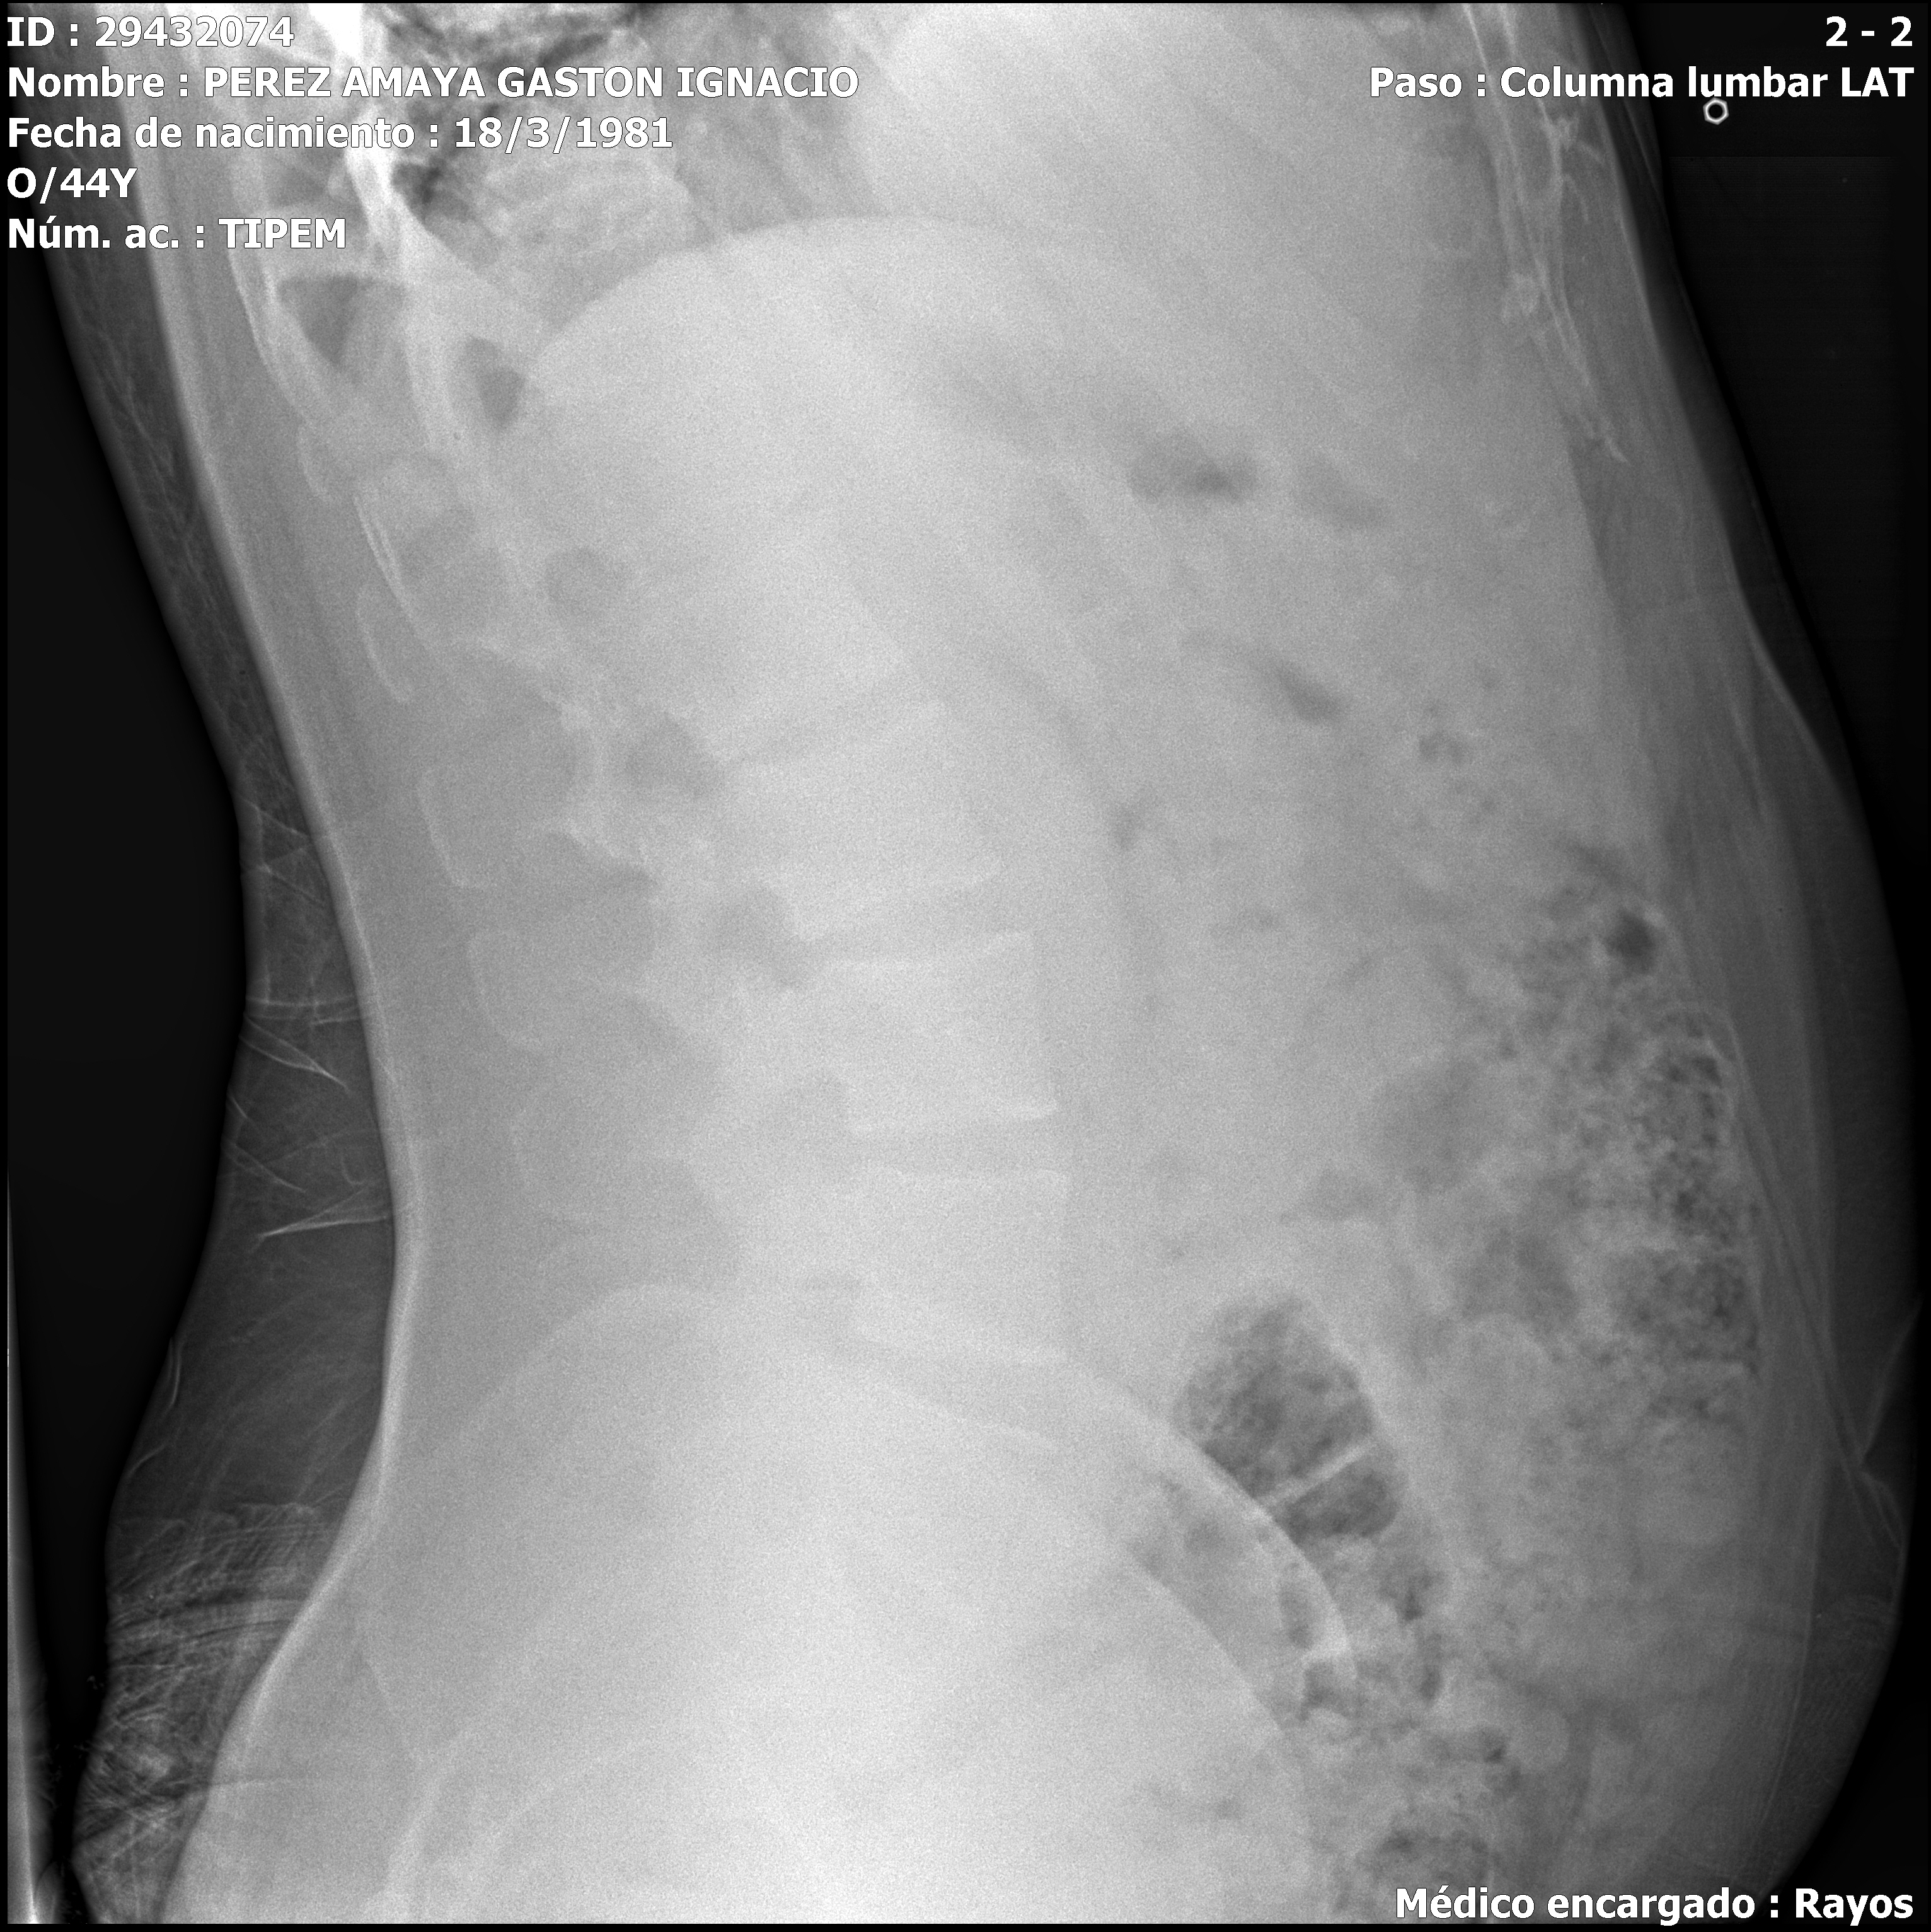 ID : 29432074
Nombre : PEREZ AMAYA GASTON IGNACIO
Fecha de nacimiento : 18/3/1981
O/44Y
Núm. ac. : TIPEM
2 - 2
Paso : Columna lumbar LAT
Médico encargado : Rayos